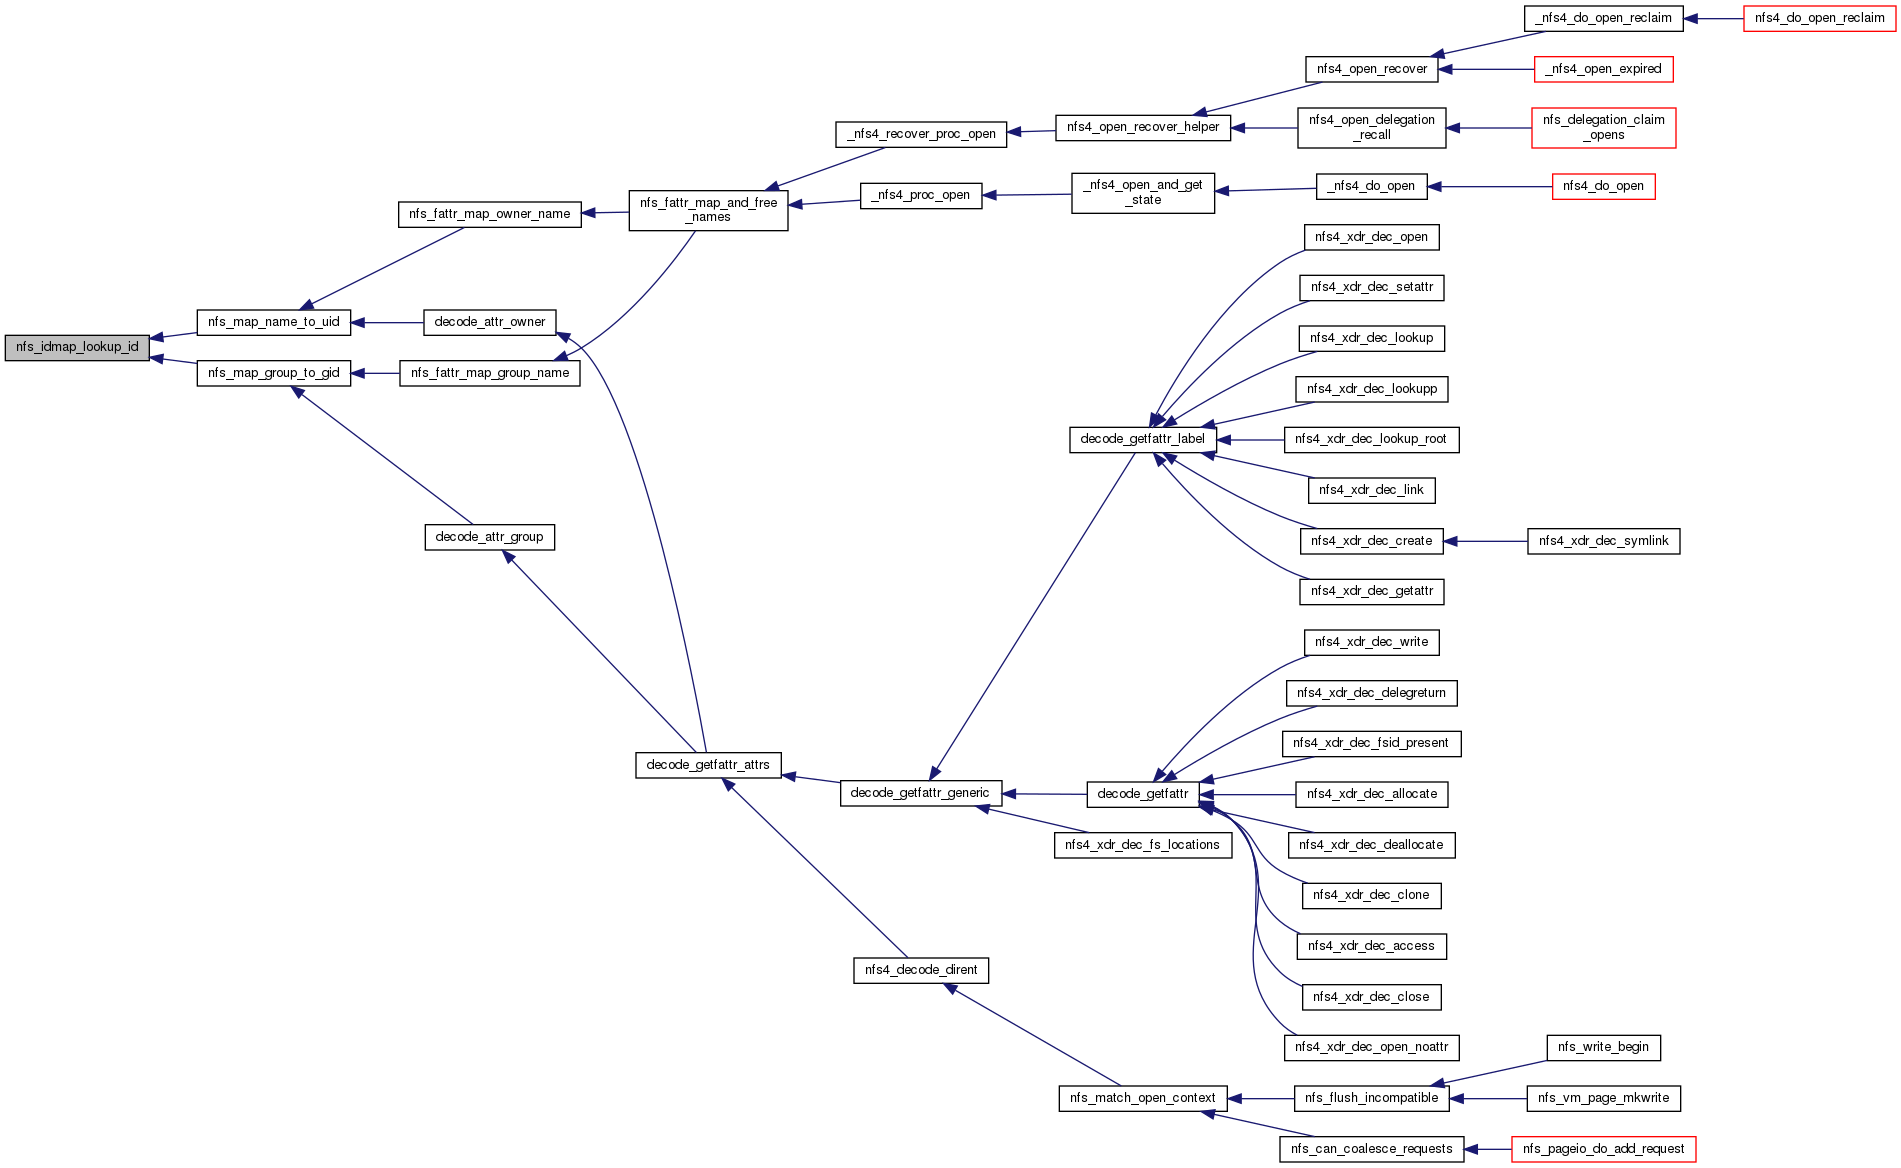 _nfs4_do_open_reclaim
nfs4_do_open_reclaim
nfs4_open_recover
_nfs4_open_expired
_nfs4_recover_proc_open
nfs4_open_recover_helper
nfs4_open_delegation
_recall
nfs_delegation_claim
_opens
nfs_fattr_map_owner_name
nfs_fattr_map_and_free
_names
_nfs4_proc_open
_nfs4_open_and_get
_state
_nfs4_do_open
nfs4_do_open
nfs4_xdr_dec_open
nfs4_xdr_dec_setattr
nfs_idmap_lookup_id
nfs_map_name_to_uid
decode_attr_owner
nfs4_xdr_dec_lookup
nfs_map_group_to_gid
nfs_fattr_map_group_name
nfs4_xdr_dec_lookupp
decode_getfattr_label
nfs4_xdr_dec_lookup_root
nfs4_xdr_dec_link
decode_attr_group
nfs4_xdr_dec_create
nfs4_xdr_dec_symlink
nfs4_xdr_dec_getattr
nfs4_xdr_dec_write
nfs4_xdr_dec_delegreturn
nfs4_xdr_dec_fsid_present
decode_getfattr_attrs
decode_getfattr_generic
decode_getfattr
nfs4_xdr_dec_allocate
nfs4_xdr_dec_fs_locations
nfs4_xdr_dec_deallocate
nfs4_xdr_dec_clone
nfs4_xdr_dec_access
nfs4_decode_dirent
nfs4_xdr_dec_close
nfs4_xdr_dec_open_noattr
nfs_write_begin
nfs_match_open_context
nfs_flush_incompatible
nfs_vm_page_mkwrite
nfs_can_coalesce_requests
nfs_pageio_do_add_request